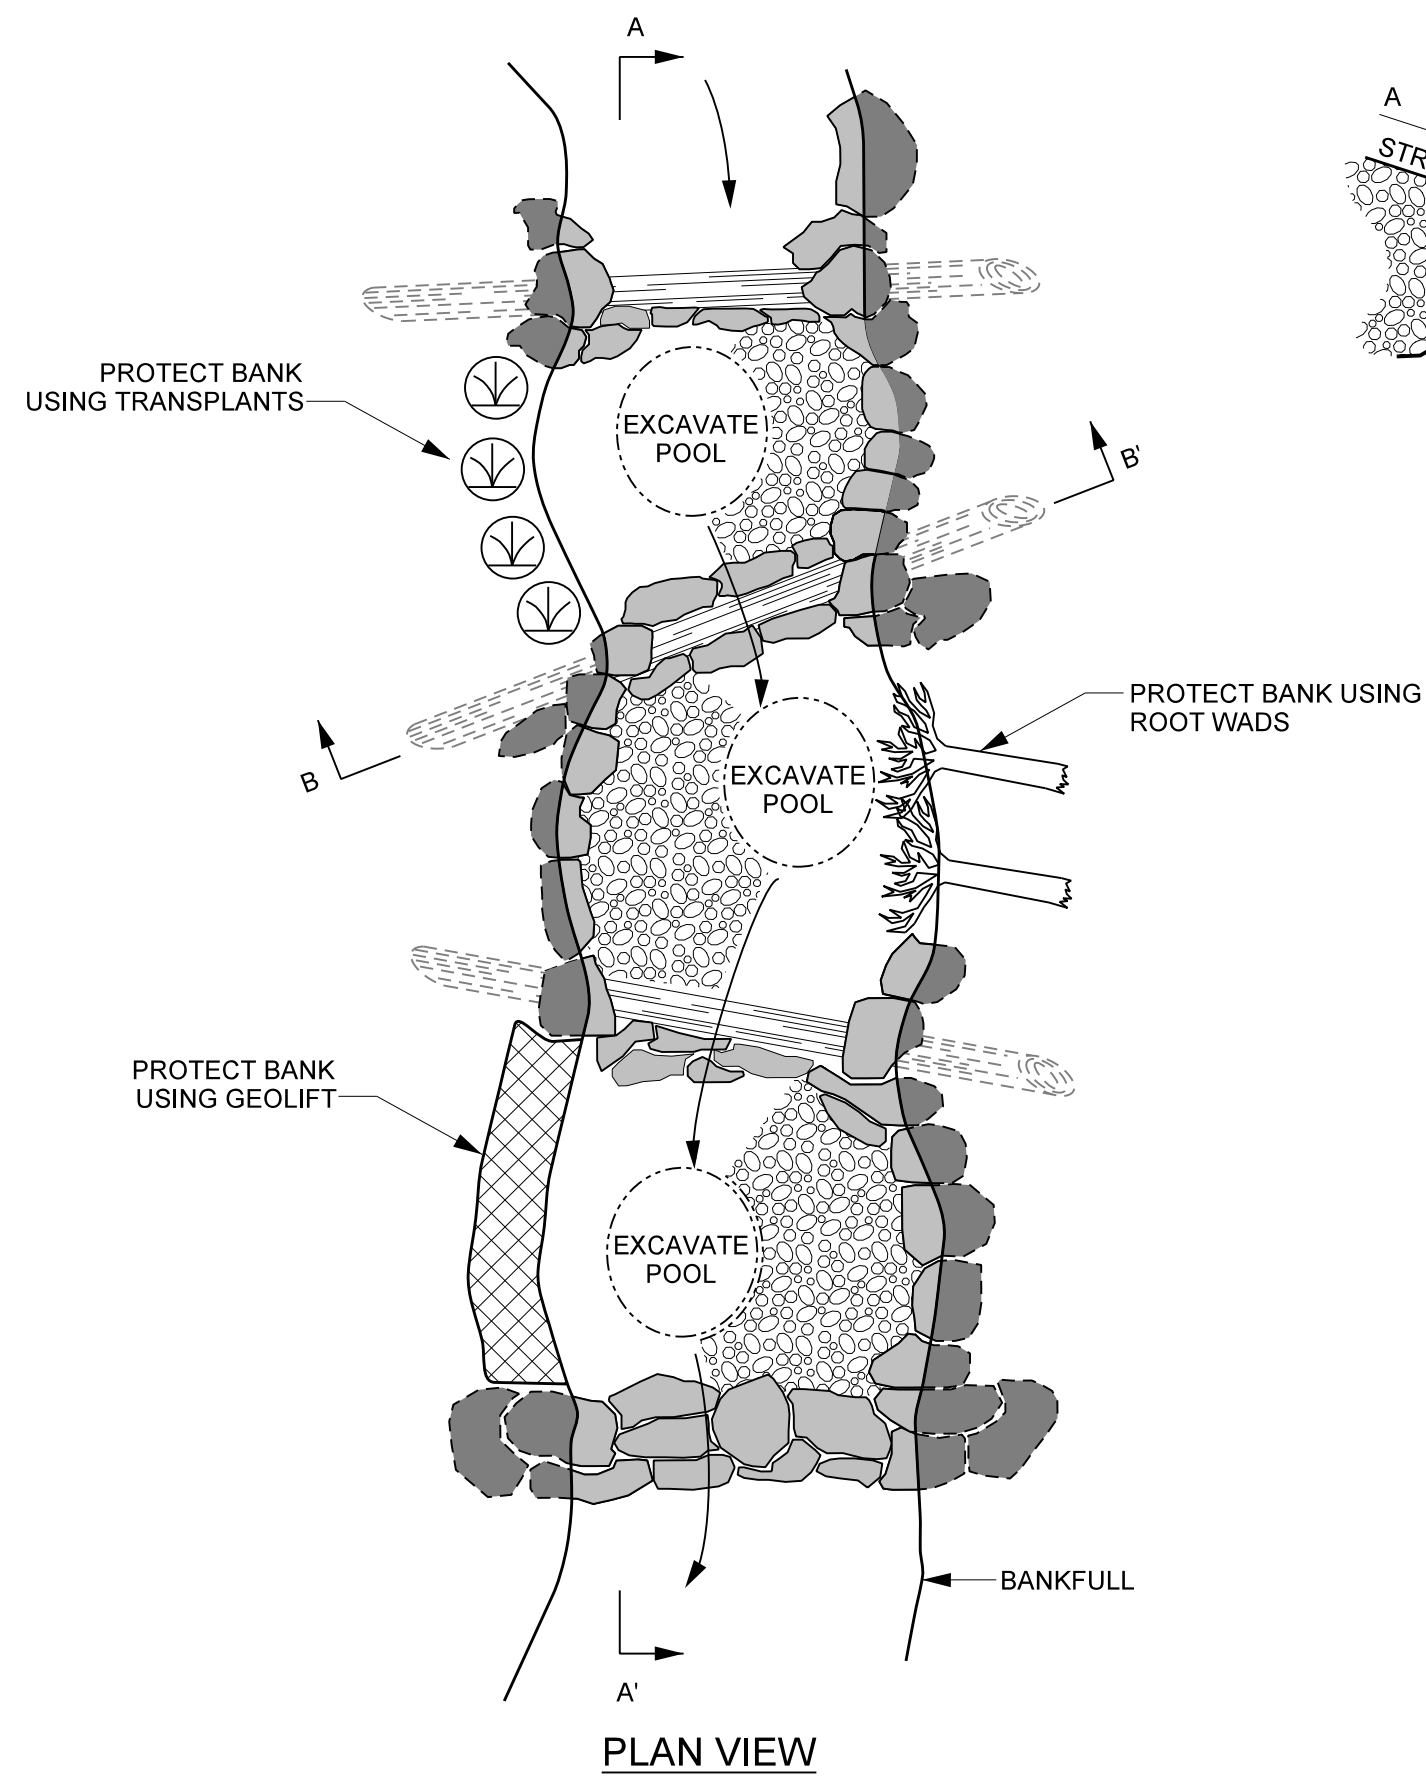 A
A
STR
PROTECT BANK
USING TRANSPLANTS
EXCAVATE
POOL
B'
PROTECT BANK USING
ROOT WADS
B
EXCAVATE
POOL
PROTECT BANK
USING GEOLIFT
EXCAVATE
POOL
BANKFULL
A'
PLAN VIEW